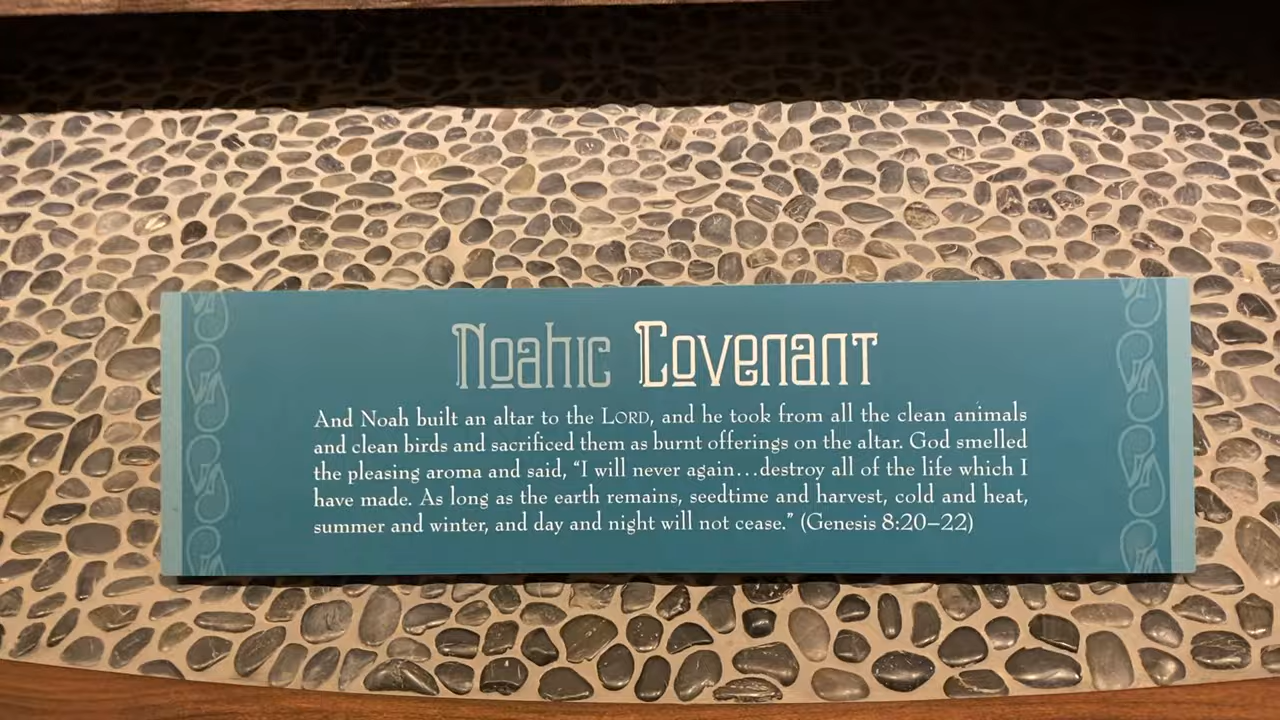 Noahic Covenant
And Noah built an altar to the LORD, and he took from all the clean animals
and clean birds and sacrificed them as burnt offerings on the altar. God smelled
the pleasing aroma and said, “I will never again…destroy all of the life which I
have made. As long as the earth remains, seedtime and harvest, cold and heat,
summer and winter, and day and night will not cease.” (Genesis 8:20–22)